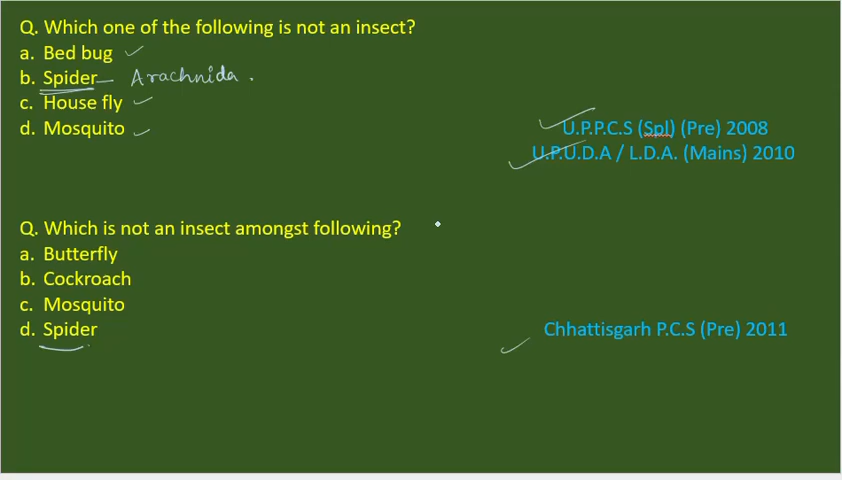 Q. Which one of the following is not an insect?
a. Bed bug
b. Spider Arachnida.
c. House fly
d. Mosquito
U.P.P.C.S (Spl) (Pre) 2008
U.P.U.D.A / L.D.A. (Mains) 2010
Q. Which is not an insect amongst following?
a. Butterfly
b. Cockroach
c. Mosquito
d. Spider
Chhattisgarh P.C.S (Pre) 2011